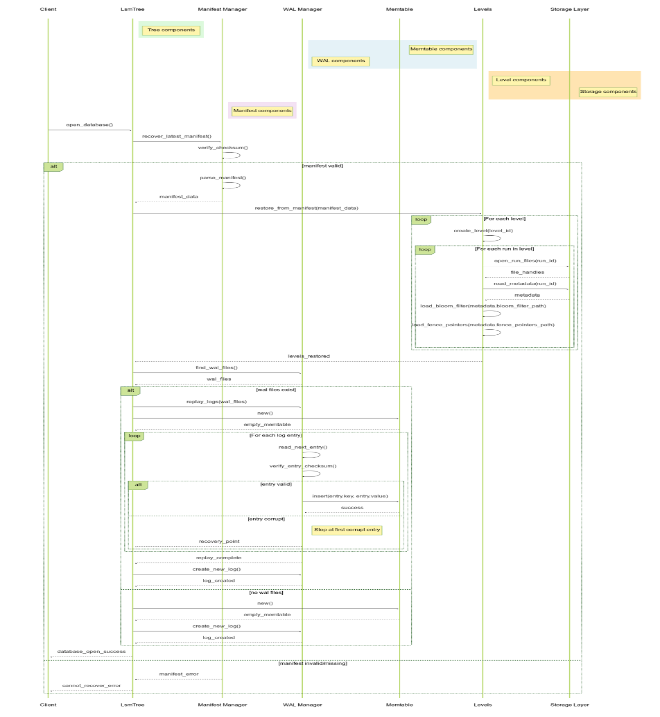 Client LsmTree Manifest Manager WAL Manager Memtable Levels Storage Layer
Tree components
Memtable components
WAL components
Level components
Storage components
Manifest components
open_database()
recover_latest_manifest()
verify_checksum()
alt [manifest valid]
parse_manifest()
manifest_data
restore_from_manifest(manifest_data)
loop [For each level]
create_level(level_id)
loop [For each run in level]
open_run_files(run_id)
file_handles
read_metadata(run_id)
metadata
load_bloom_filter(metadata.bloom_filter_path)
load_fence_pointers(metadata.fence_pointers_path)
levels_restored
find_wal_files()
wal_files
alt [wal files exist]
replay_logs(wal_files)
new()
empty_memtable
loop [For each log entry]
read_next_entry()
verify_entry_checksum()
alt [entry valid]
insert(entry.key, entry.value)
success
[entry corrupt]
Stop at first corrupt entry
recovery_point
replay_complete
create_new_log()
log_created
[no wal files]
new()
empty_memtable
create_new_log()
log_created
database_open_success
[manifest invalid/missing]
manifest_error
Client LsmTree Manifest Manager WAL Manager Memtable Levels Storage Layer